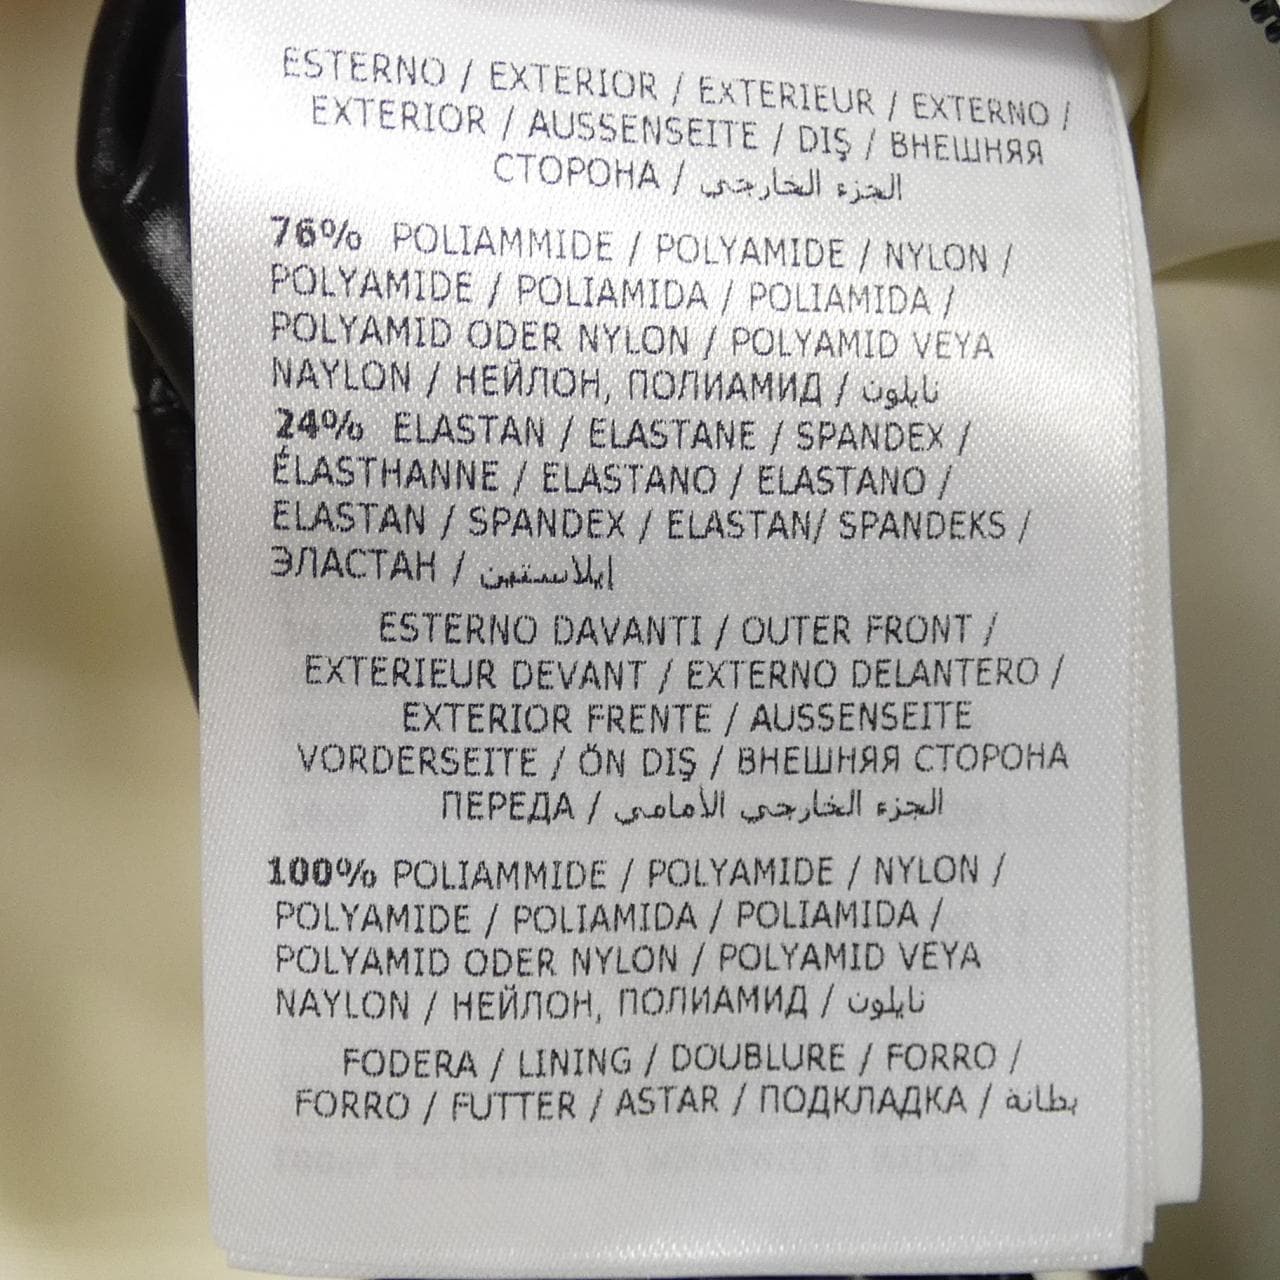 ESTERNO / EXTERIOR / EXTERIEUR / EXTERNO /
EXTERIOR / AUSSENSEITE / DIŞ / ВНЕШНЯЯ
СТОРОНА / الجزء الخارجي
76% POLIAMMIDE / POLYAMIDE / NYLON /
POLYAMIDE / POLIAMIDA / POLIAMIDA /
POLYAMID ODER NYLON / POLYAMID VEYA
NAYLON / НЕЙЛОН, ПОЛИАМИД / نايلون
24% ELASTAN / ELASTANE / SPANDEX /
ÉLASTHANNE / ELASTANO / ELASTANO /
ELASTAN / SPANDEX / ELASTAN/ SPANDEKS /
ЭЛАСТАН / إيلاستين
ESTERNO DAVANTI / OUTER FRONT /
EXTERIEUR DEVANT / EXTERNO DELANTERO /
EXTERIOR FRENTE / AUSSENSEITE
VORDERSEITE / ÖN DIŞ / ВНЕШНЯЯ СТОРОНА
ПЕРЕДА / الجزء الخارجي الأمامي
100% POLIAMMIDE / POLYAMIDE / NYLON /
POLYAMIDE / POLIAMIDA / POLIAMIDA /
POLYAMID ODER NYLON / POLYAMID VEYA
NAYLON / НЕЙЛОН, ПОЛИАМИД / نايلون
FODERA / LINING / DOUBLURE / FORRO /
FORRO / FUTTER / ASTAR / ПОДКЛАДКА / بطانة